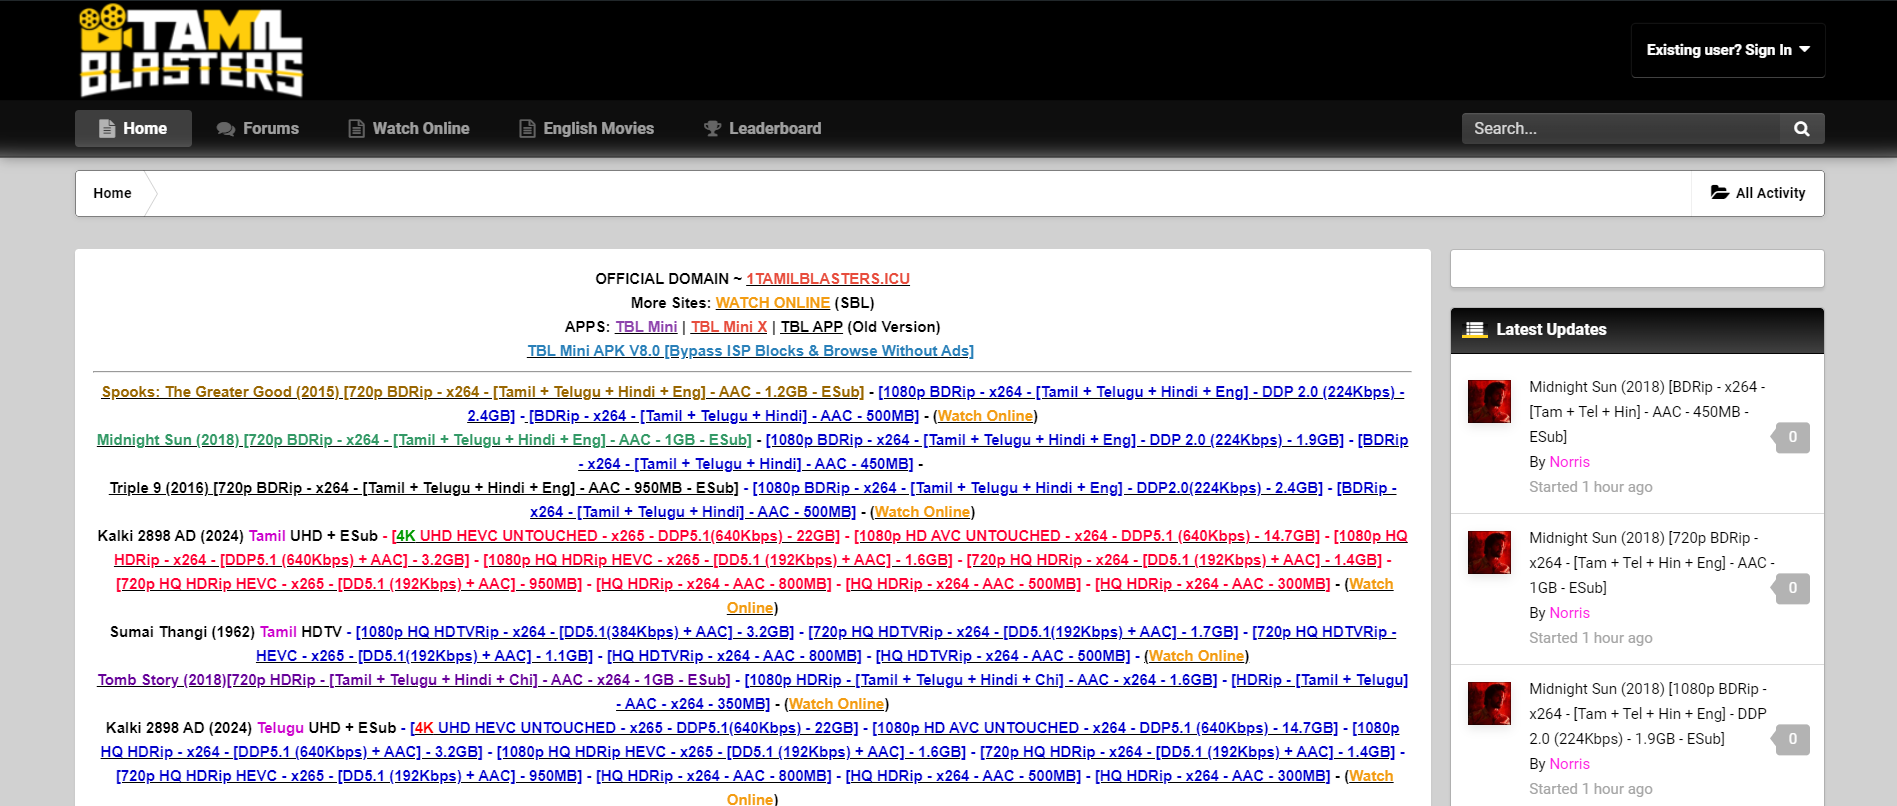 TAMIL
BLASTERS
Existing user? Sign In
Home
Forums
Watch Online
English Movies
Leaderboard
Search...
Home
All Activity
OFFICIAL DOMAIN ~ 1TAMILBLASTERS.ICU
More Sites: WATCH ONLINE (SBL)
APPS: TBL Mini | TBL Mini X | TBL APP (Old Version)
TBL Mini APK V8.0 [Bypass ISP Blocks & Browse Without Ads]
Spooks: The Greater Good (2015) [720p BDRip - x264 - [Tamil + Telugu + Hindi + Eng] - AAC - 1.2GB - ESub] - [1080p BDRip - x264 - [Tamil + Telugu + Hindi + Eng] - DDP 2.0 (224Kbps) -
2.4GB] - [BDRip - x264 - [Tamil + Telugu + Hindi] - AAC - 500MB] - (Watch Online)
Midnight Sun (2018) [720p BDRip - x264 - [Tamil + Telugu + Hindi + Eng] - AAC - 1GB - ESub] - [1080p BDRip - x264 - [Tamil + Telugu + Hindi + Eng] - DDP 2.0 (224Kbps) - 1.9GB] - [BDRip
- x264 - [Tamil + Telugu + Hindi] - AAC - 450MB] -
Triple 9 (2016) [720p BDRip - x264 - [Tamil + Telugu + Hindi + Eng] - AAC - 950MB - ESub] - [1080p BDRip - x264 - [Tamil + Telugu + Hindi + Eng] - DDP2.0(224Kbps) - 2.4GB] - [BDRip -
x264 - [Tamil + Telugu + Hindi] - AAC - 500MB] - (Watch Online)
Kalki 2898 AD (2024) Tamil UHD + ESub - [4K UHD HEVC UNTOUCHED - x265 - DDP5.1(640Kbps) - 22GB] - [1080p HD AVC UNTOUCHED - x264 - DDP5.1 (640Kbps) - 14.7GB] - [1080p HQ
HDRip - x264 - [DDP5.1 (640Kbps) + AAC] - 3.2GB] - [1080p HQ HDRip HEVC - x265 - [DD5.1 (192Kbps) + AAC] - 1.6GB] - [720p HQ HDRip - x264 - [DD5.1 (192Kbps) + AAC] - 1.4GB] -
[720p HQ HDRip HEVC - x265 - [DD5.1 (192Kbps) + AAC] - 950MB] - [HQ HDRip - x264 - AAC - 800MB] - [HQ HDRip - x264 - AAC - 500MB] - [HQ HDRip - x264 - AAC - 300MB] - (Watch
Online)
Sumai Thangi (1962) Tamil HDTV - [1080p HQ HDTVRip - x264 - [DD5.1(384Kbps) + AAC] - 3.2GB] - [720p HQ HDTVRip - x264 - [DD5.1(192Kbps) + AAC] - 1.7GB] - [720p HQ HDTVRip -
HEVC - x265 - [DD5.1(192Kbps) + AAC] - 1.1GB] - [HQ HDTVRip - x264 - AAC - 800MB] - [HQ HDTVRip - x264 - AAC - 500MB] - (Watch Online)
Tomb Story (2018)[720p HDRip - [Tamil + Telugu + Hindi + Chi] - AAC - x264 - 1GB - ESub] - [1080p HDRip - [Tamil + Telugu + Hindi + Chi] - AAC - x264 - 1.6GB] - [HDRip - [Tamil + Telugu]
- AAC - x264 - 350MB] - (Watch Online)
Kalki 2898 AD (2024) Telugu UHD + ESub - [4K UHD HEVC UNTOUCHED - x265 - DDP5.1(640Kbps) - 22GB] - [1080p HD AVC UNTOUCHED - x264 - DDP5.1 (640Kbps) - 14.7GB] - [1080p
HQ HDRip - x264 - [DDP5.1 (640Kbps) + AAC] - 3.2GB] - [1080p HQ HDRip HEVC - x265 - [DD5.1 (192Kbps) + AAC] - 1.6GB] - [720p HQ HDRip - x264 - [DD5.1 (192Kbps) + AAC] - 1.4GB] -
[720p HQ HDRip HEVC - x265 - [DD5.1 (192Kbps) + AAC] - 950MB] - [HQ HDRip - x264 - AAC - 800MB] - [HQ HDRip - x264 - AAC - 500MB] - [HQ HDRip - x264 - AAC - 300MB] - (Watch
Online)
Latest Updates
Midnight Sun (2018) [BDRip - x264 -
[Tam + Tel + Hin] - AAC - 450MB -
ESub]
0
By Norris
Started 1 hour ago
Midnight Sun (2018) [720p BDRip -
x264 - [Tam + Tel + Hin + Eng] - AAC -
1GB - ESub]
0
By Norris
Started 1 hour ago
Midnight Sun (2018) [1080p BDRip -
x264 - [Tam + Tel + Hin + Eng] - DDP
2.0 (224Kbps) - 1.9GB - ESub]
0
By Norris
Started 1 hour ago